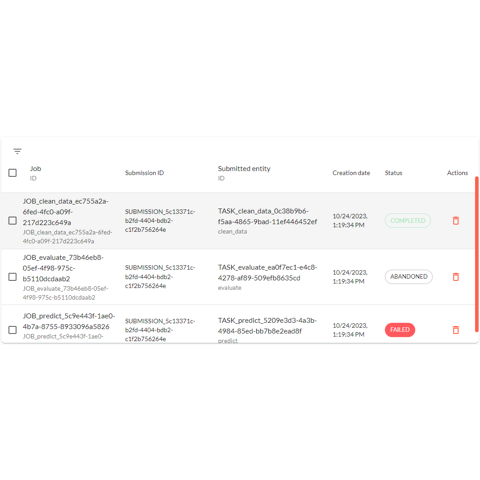 Job
ID
Submission ID
Submitted entity
ID
Creation date
Status
Actions
JOB_clean_data_ec755a2a-
6fed-4fc0-a09f-
217d223c649a
JOB_clean_data_ec755a2a-6fed-
4fc0-a09f-217d223c649a
SUBMISSION_5c13371c-
b2fd-4404-bdb2-
c1f2b756264e
TASK_clean_data_0c38b9b6-
f5aa-4865-9bad-11ef446452ef
clean_data
10/24/2023,
1:19:34 PM
COMPLETED
JOB_evaluate_73b46eb8-
05ef-4f98-975c-
b5110dcdaab2
JOB_evaluate_73b46eb8-05ef-
4f98-975c-b5110dcdaab2
SUBMISSION_5c13371c-
b2fd-4404-bdb2-
c1f2b756264e
TASK_evaluate_ea0f7ec1-e4c8-
4278-af89-509efb8635cd
evaluate
10/24/2023,
1:19:34 PM
ABANDONED
JOB_predict_5c9e443f-1ae0-
4b7a-8755-8933096a5826
JOB_predict_5c9e443f-1ae0-
SUBMISSION_5c13371c-
b2fd-4404-bdb2-
c1f2b756264e
TASK_predict_5209e3d3-4a3b-
4984-85ed-bb7b8e2ead8f
predict
10/24/2023,
1:19:34 PM
FAILED